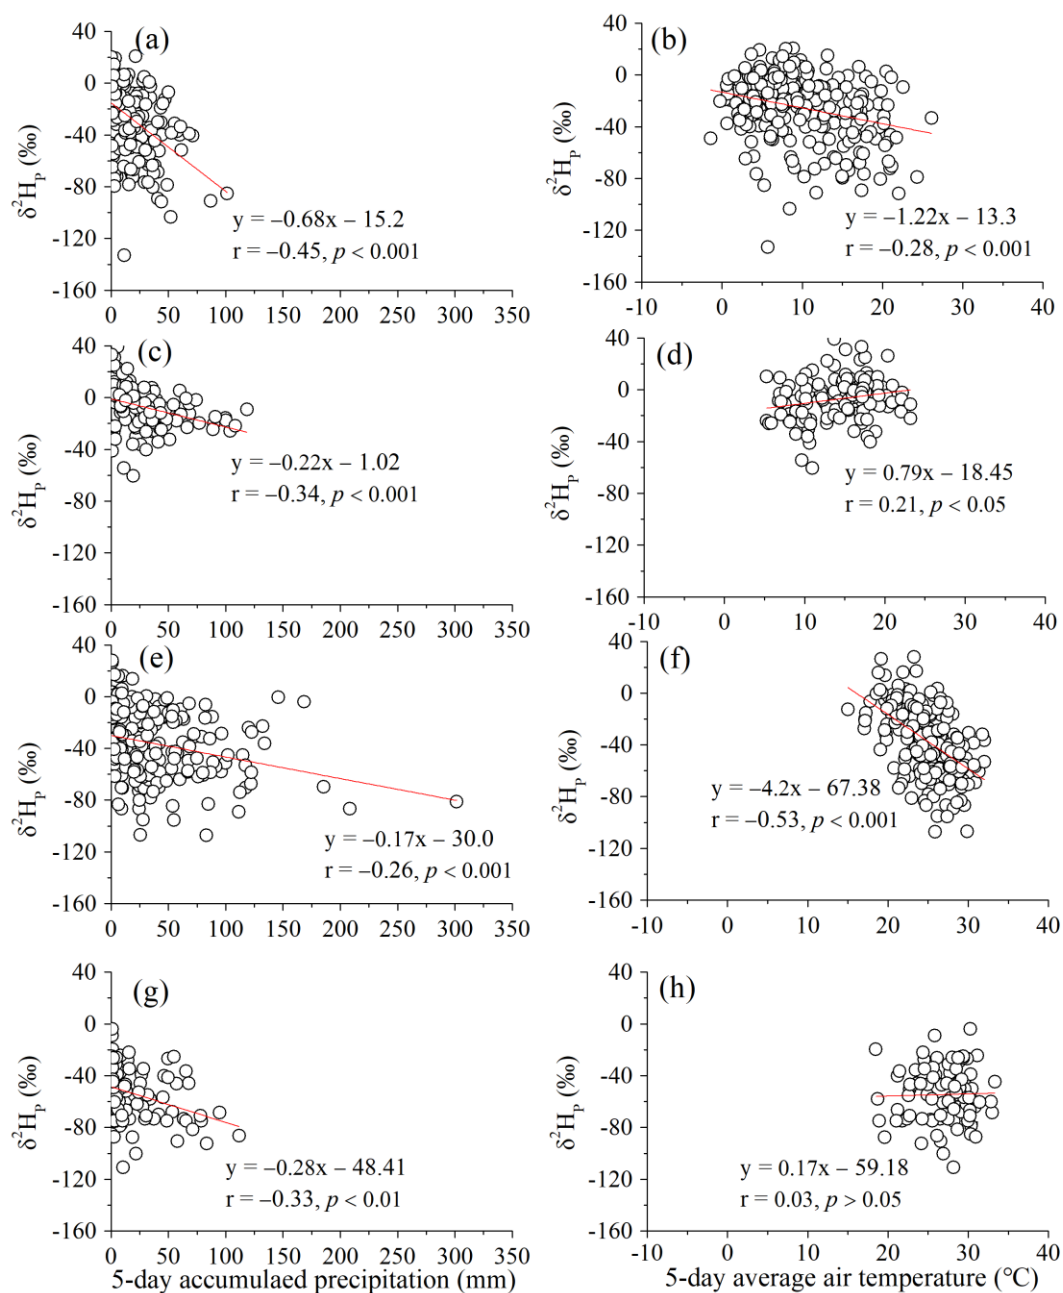 (a)
40
0
-40
-80
-120
-160
δ²H_P (‰)
y = –0.68x – 15.2
r = –0.45, p < 0.001
0 50 100 150 200 250 300 350
(b)
40
0
-40
-80
-120
-160
δ²H_P (‰)
y = –1.22x – 13.3
r = –0.28, p < 0.001
-10 0 10 20 30 40
(c)
40
0
-40
-80
-120
-160
δ²H_P (‰)
y = –0.22x – 1.02
r = –0.34, p < 0.001
0 50 100 150 200 250 300 350
(d)
40
0
-40
-80
-120
-160
δ²H_P (‰)
y = 0.79x – 18.45
r = 0.21, p < 0.05
-10 0 10 20 30 40
(e)
40
0
-40
-80
-120
-160
δ²H_P (‰)
y = –0.17x – 30.0
r = –0.26, p < 0.001
0 50 100 150 200 250 300 350
(f)
40
0
-40
-80
-120
-160
δ²H_P (‰)
y = –4.2x – 67.38
r = –0.53, p < 0.001
-10 0 10 20 30 40
(g)
40
0
-40
-80
-120
-160
δ²H_P (‰)
y = –0.28x – 48.41
r = –0.33, p < 0.01
0 50 100 150 200 250 300 350
5-day accumulaed precipitation (mm)
(h)
40
0
-40
-80
-120
-160
δ²H_P (‰)
y = 0.17x – 59.18
r = 0.03, p > 0.05
-10 0 10 20 30 40
5-day average air temperature (℃)